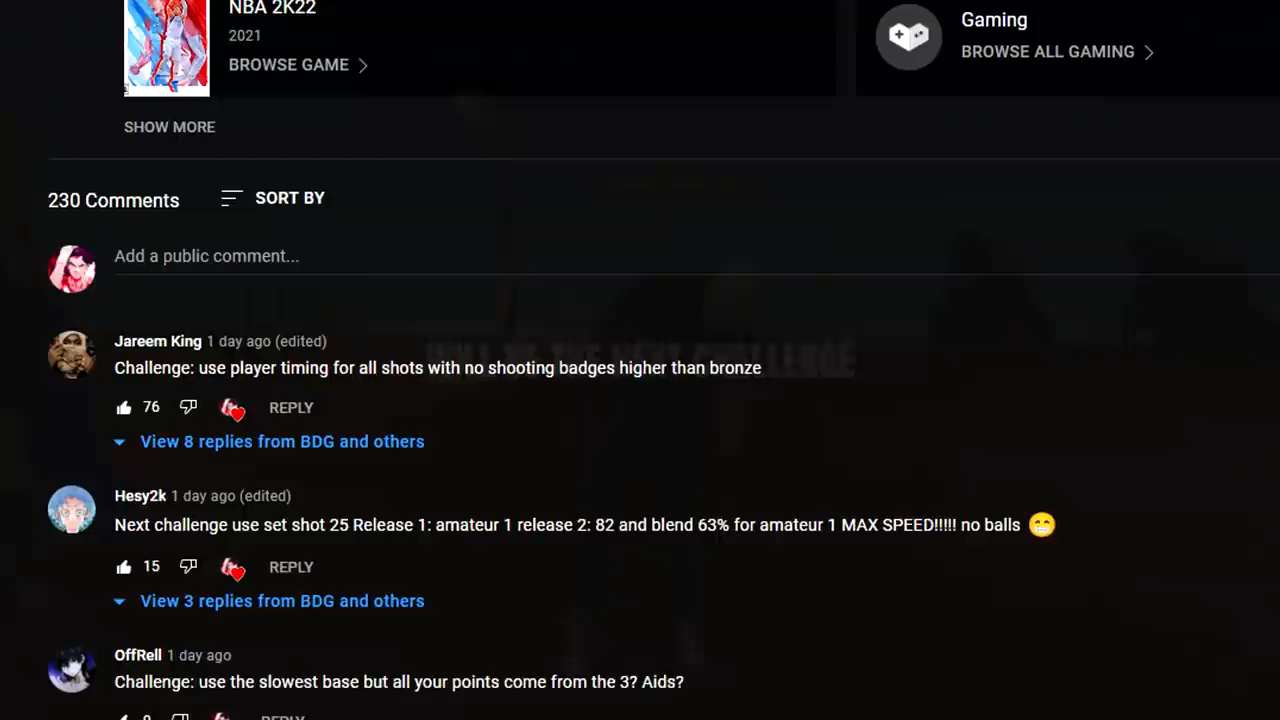 NBA 2K22
2021
BROWSE GAME
Gaming
BROWSE ALL GAMING
SHOW MORE
230 Comments
SORT BY
Add a public comment...
Jareem King 1 day ago (edited)
Challenge: use player timing for all shots with no shooting badges higher than bronze
76
REPLY
View 8 replies from BDG and others
Hesy2k 1 day ago (edited)
Next challenge use set shot 25 Release 1: amateur 1 release 2: 82 and blend 63% for amateur 1 MAX SPEED!!!!! no balls 😁
15
REPLY
View 3 replies from BDG and others
OffRell 1 day ago
Challenge: use the slowest base but all your points come from the 3? Aids?
REPLY